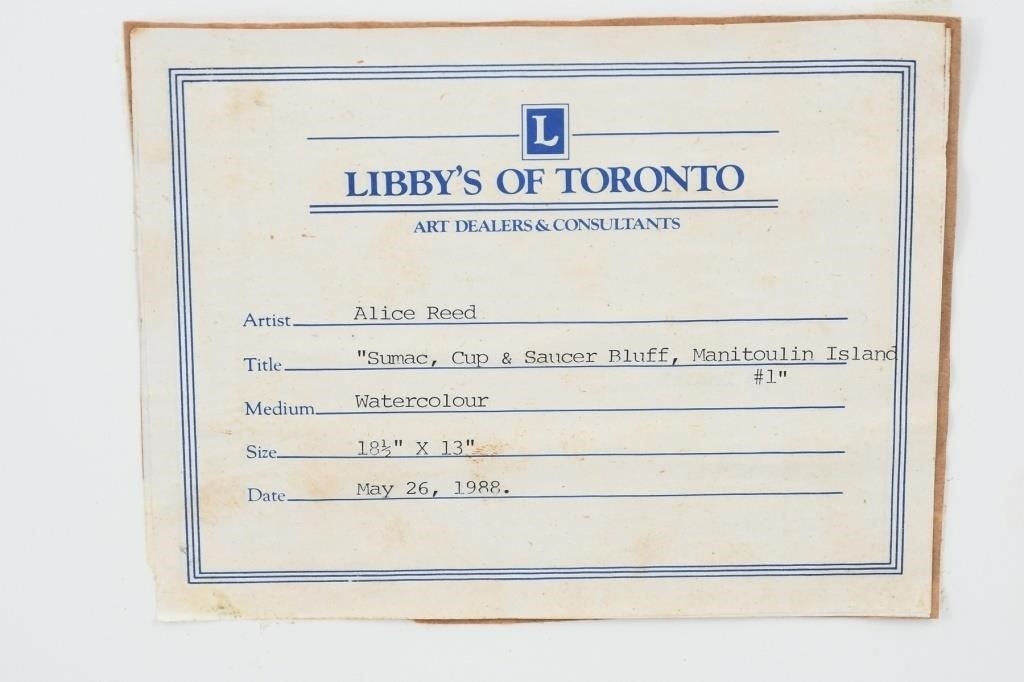 L
LIBBY'S OF TORONTO
ART DEALERS & CONSULTANTS
Artist Alice Reed
Title "Sumac, Cup & Saucer Bluff, Manitoulin Island
#1"
Medium Watercolour
Size 18½" X 13"
Date May 26, 1988.